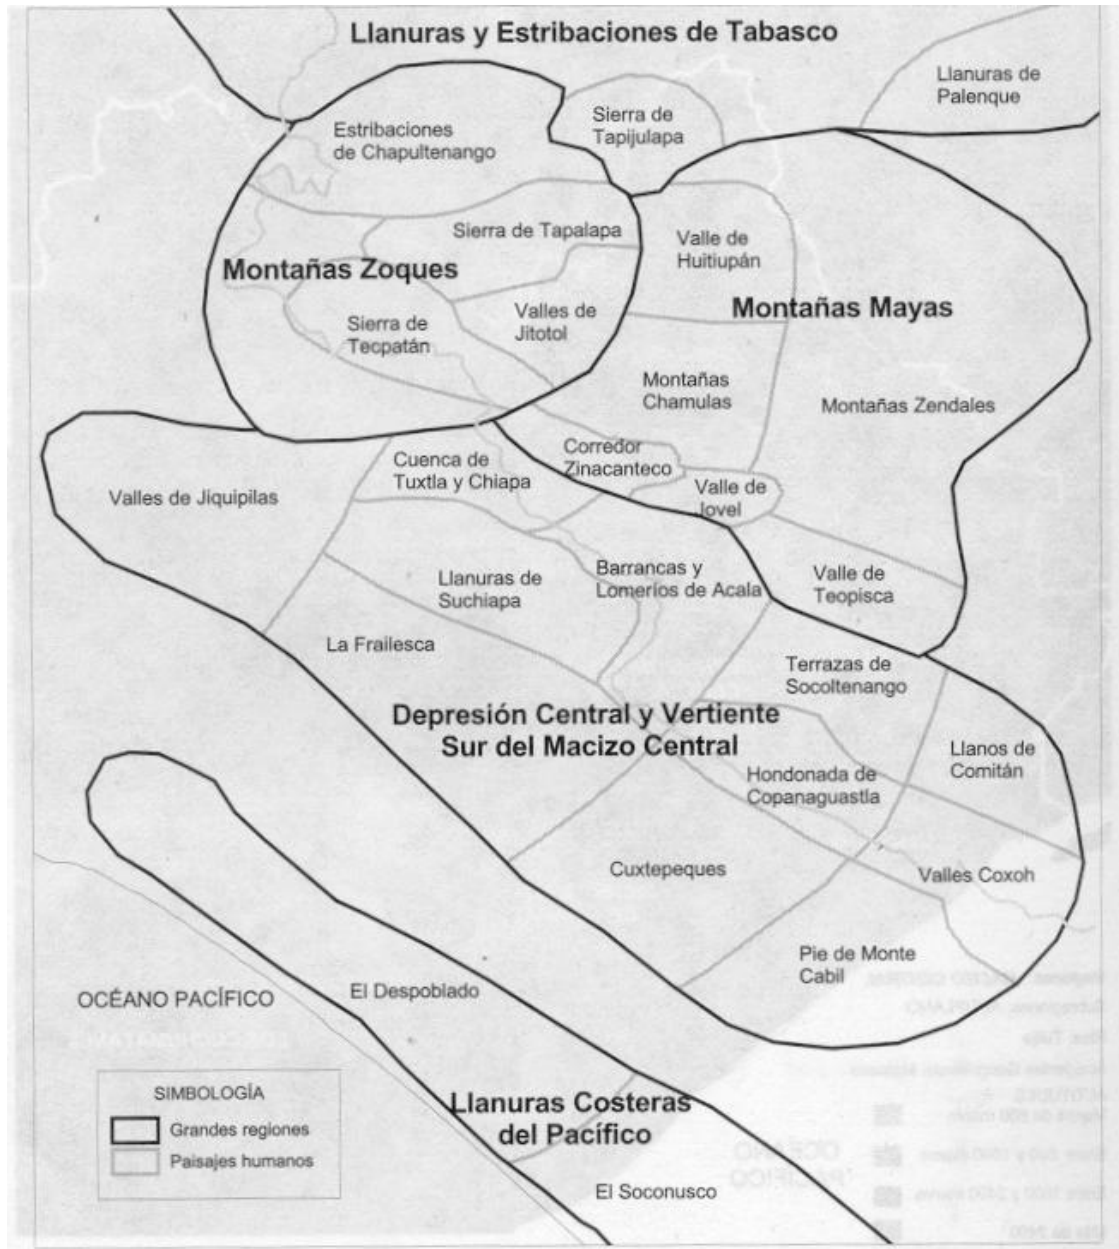 Llanuras y Estribaciones de Tabasco
Llanuras de
Palenque
Sierra de
Tapijulapa
Estribaciones
de Chapultenango
Sierra de Tapalapa
Valle de
Huitiupán
Montañas Zoques
Montañas Mayas
Valles de
Jitotol
Sierra de
Tecpatán
Montañas
Chamulas
Montañas Zendales
Corredor
Zinacanteco
Cuenca de
Tuxtla y Chiapa
Valle de
Jovel
Valles de Jiquipilas
Llanuras de
Suchiapa
Barrancas y
Lomeríos de Acala
Valle de
Teopisca
La Frailesca
Terrazas de
Socoltenango
Depresión Central y Vertiente
Sur del Macizo Central
Llanos de
Comitán
Hondonada de
Copanaguastla
Cuxtepeques
Valles Coxoh
Pie de Monte
Cabil
OCÉANO PACÍFICO
El Despoblado
SIMBOLOGÍA
Grandes regiones
Paisajes humanos
Llanuras Costeras
del Pacífico
El Soconusco